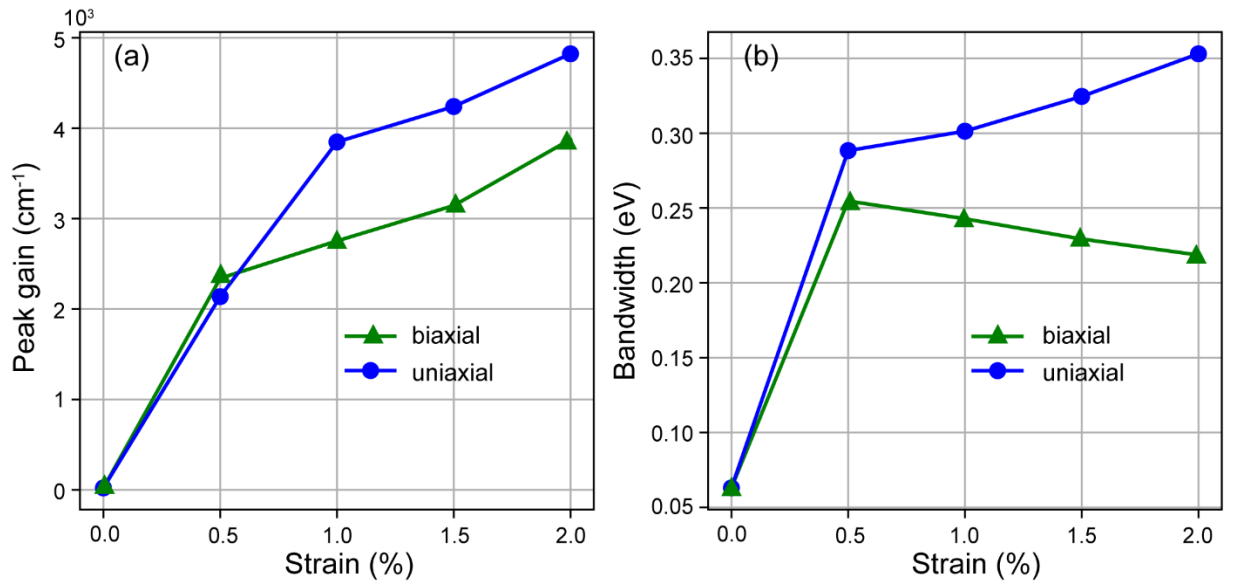 10³
(a)
5
4
3
2
1
0
Peak gain (cm⁻¹)
biaxial
uniaxial
0.0 0.5 1.0 1.5 2.0
Strain (%)
(b)
0.35
0.30
0.25
0.20
0.15
0.10
0.05
Bandwidth (eV)
biaxial
uniaxial
0.0 0.5 1.0 1.5 2.0
Strain (%)